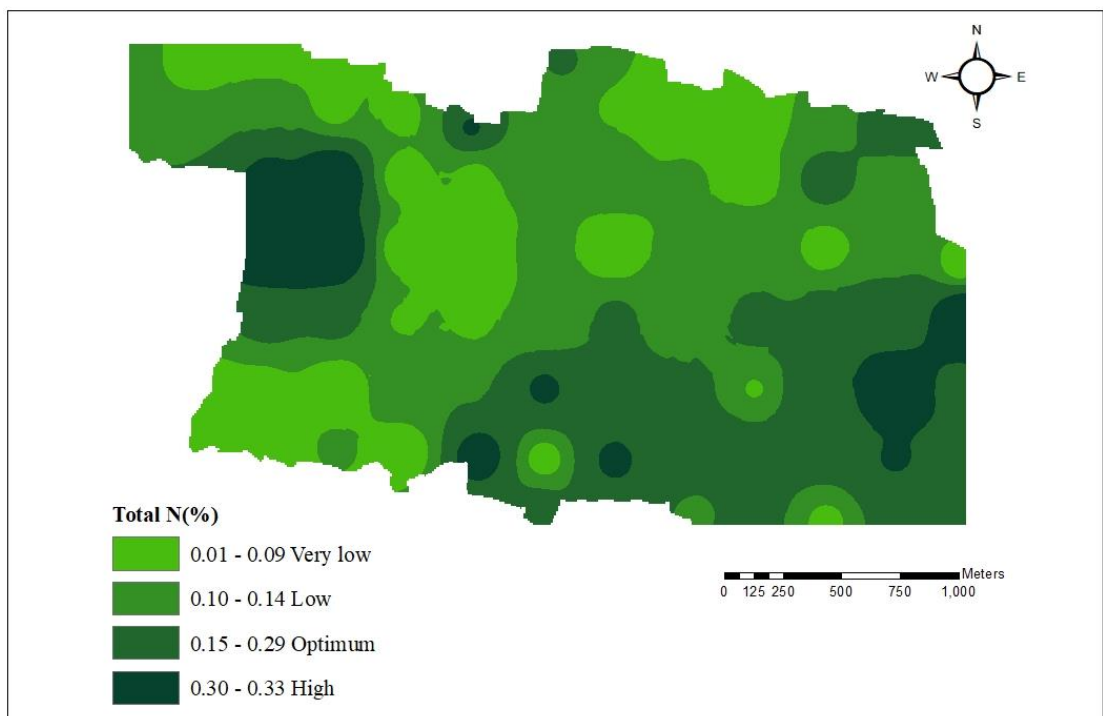 N
W E
S
Total N(%)
0.01 - 0.09 Very low
0.10 - 0.14 Low
0.15 - 0.29 Optimum
0.30 - 0.33 High
Meters
0 125 250 500 750 1,000